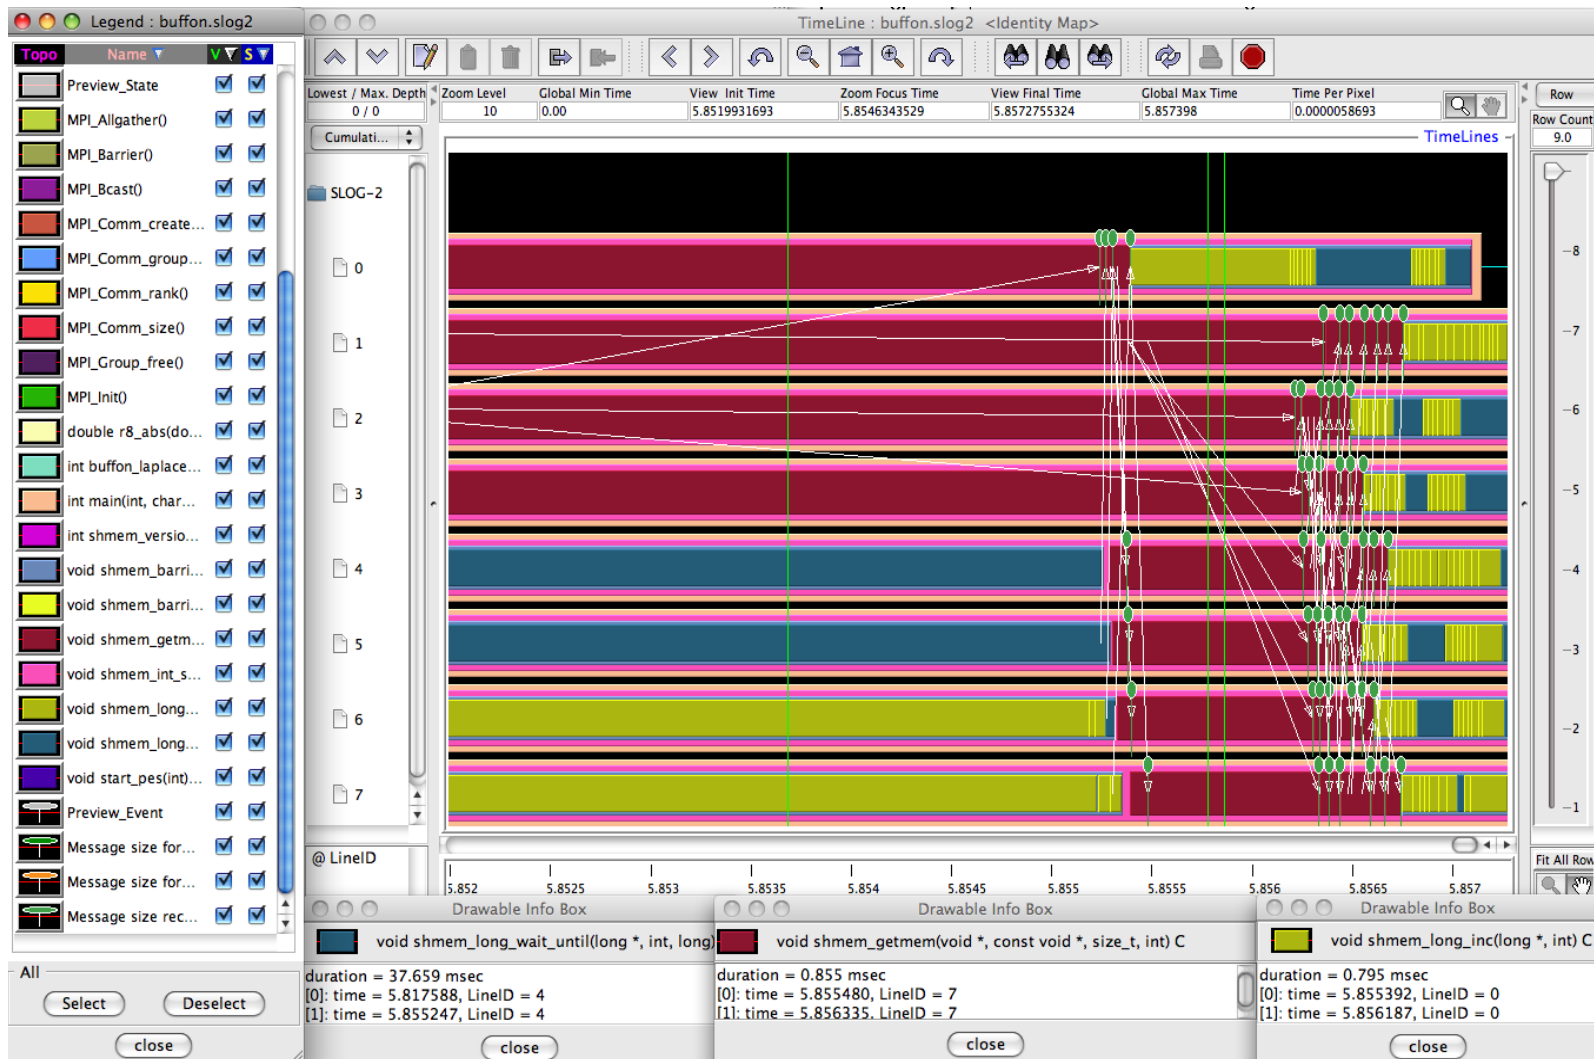 Legend : buffon.slog2
Topo Name V S
Preview_State
MPI_Allgather()
MPI_Barrier()
MPI_Bcast()
MPI_Comm_create...
MPI_Comm_group...
MPI_Comm_rank()
MPI_Comm_size()
MPI_Group_free()
MPI_Init()
double r8_abs(do...
int buffon_laplace...
int main(int, char...
int shmem_versio...
void shmem_barri...
void shmem_barri...
void shmem_getm...
void shmem_int_s...
void shmem_long...
void shmem_long...
void start_pes(int)...
Preview_Event
Message size for...
Message size for...
Message size rec...
All
Select Deselect
close
TimeLine : buffon.slog2 <Identity Map>
Lowest / Max. Depth Zoom Level Global Min Time View Init Time Zoom Focus Time View Final Time Global Max Time Time Per Pixel
0 / 0 10 0.00 5.8519931693 5.8546343529 5.8572755324 5.857398 0.0000058693
Row
Row Count
9.0
Cumulati...
TimeLines
SLOG-2
0
1
2
3
4
5
6
7
8
7
6
5
4
3
2
1
@ LineID
Fit All Row
5.852 5.8525 5.853 5.8535 5.854 5.8545 5.855 5.8555 5.856 5.8565 5.857
Drawable Info Box
void shmem_long_wait_until(long *, int, long)
duration = 37.659 msec
[0]: time = 5.817588, LineID = 4
[1]: time = 5.855247, LineID = 4
close
Drawable Info Box
void shmem_getmem(void *, const void *, size_t, int) C
duration = 0.855 msec
[0]: time = 5.855480, LineID = 7
[1]: time = 5.856335, LineID = 7
close
Drawable Info Box
void shmem_long_inc(long *, int) C
duration = 0.795 msec
[0]: time = 5.855392, LineID = 0
[1]: time = 5.856187, LineID = 0
close